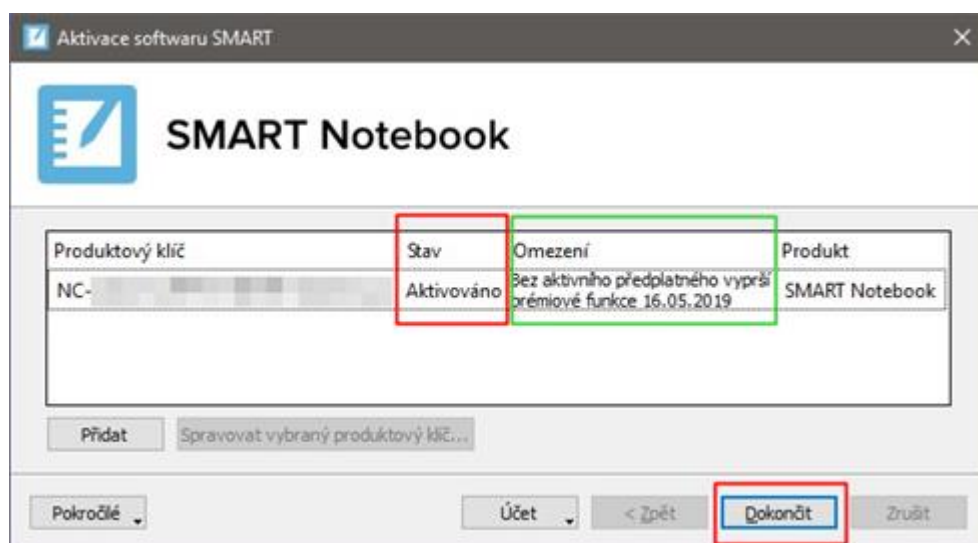 Aktivace softwaru SMART
SMART Notebook
Produktový klíč Stav Omezení Produkt
NC- Aktivováno Bez aktivního předplatného vyprší prémiové funkce 16.05.2019 SMART Notebook
Přidat Spravovat vybraný produktový klíč...
Pokročilé Účet < Zpět Dokončit Zrušit